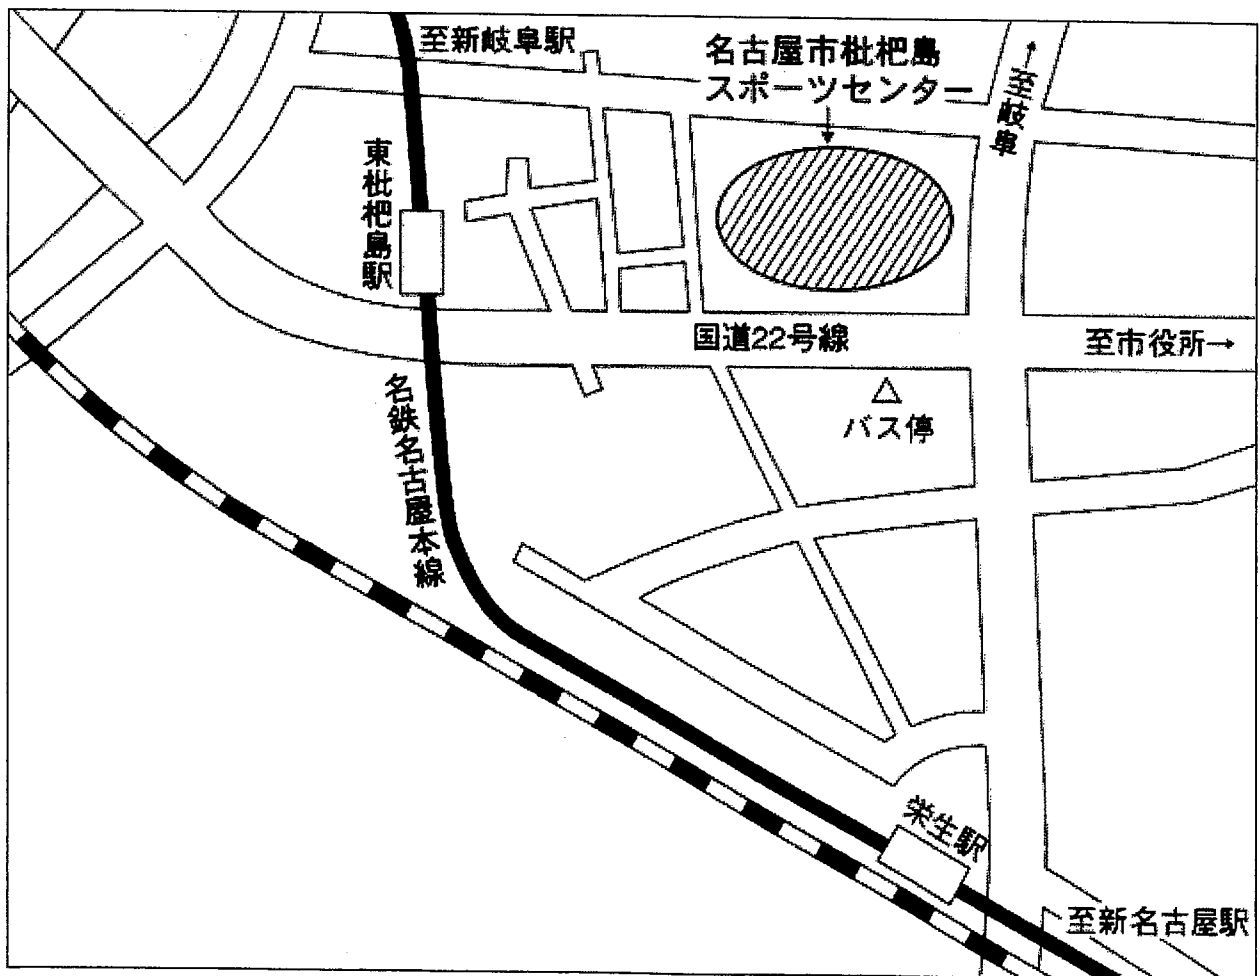 至新岐阜駅
名古屋市枇杷島
スポーツセンター
→至岐阜
東枇杷島駅
国道22号線
至市役所→
バス停
名鉄名古屋本線
栄生駅
至新名古屋駅